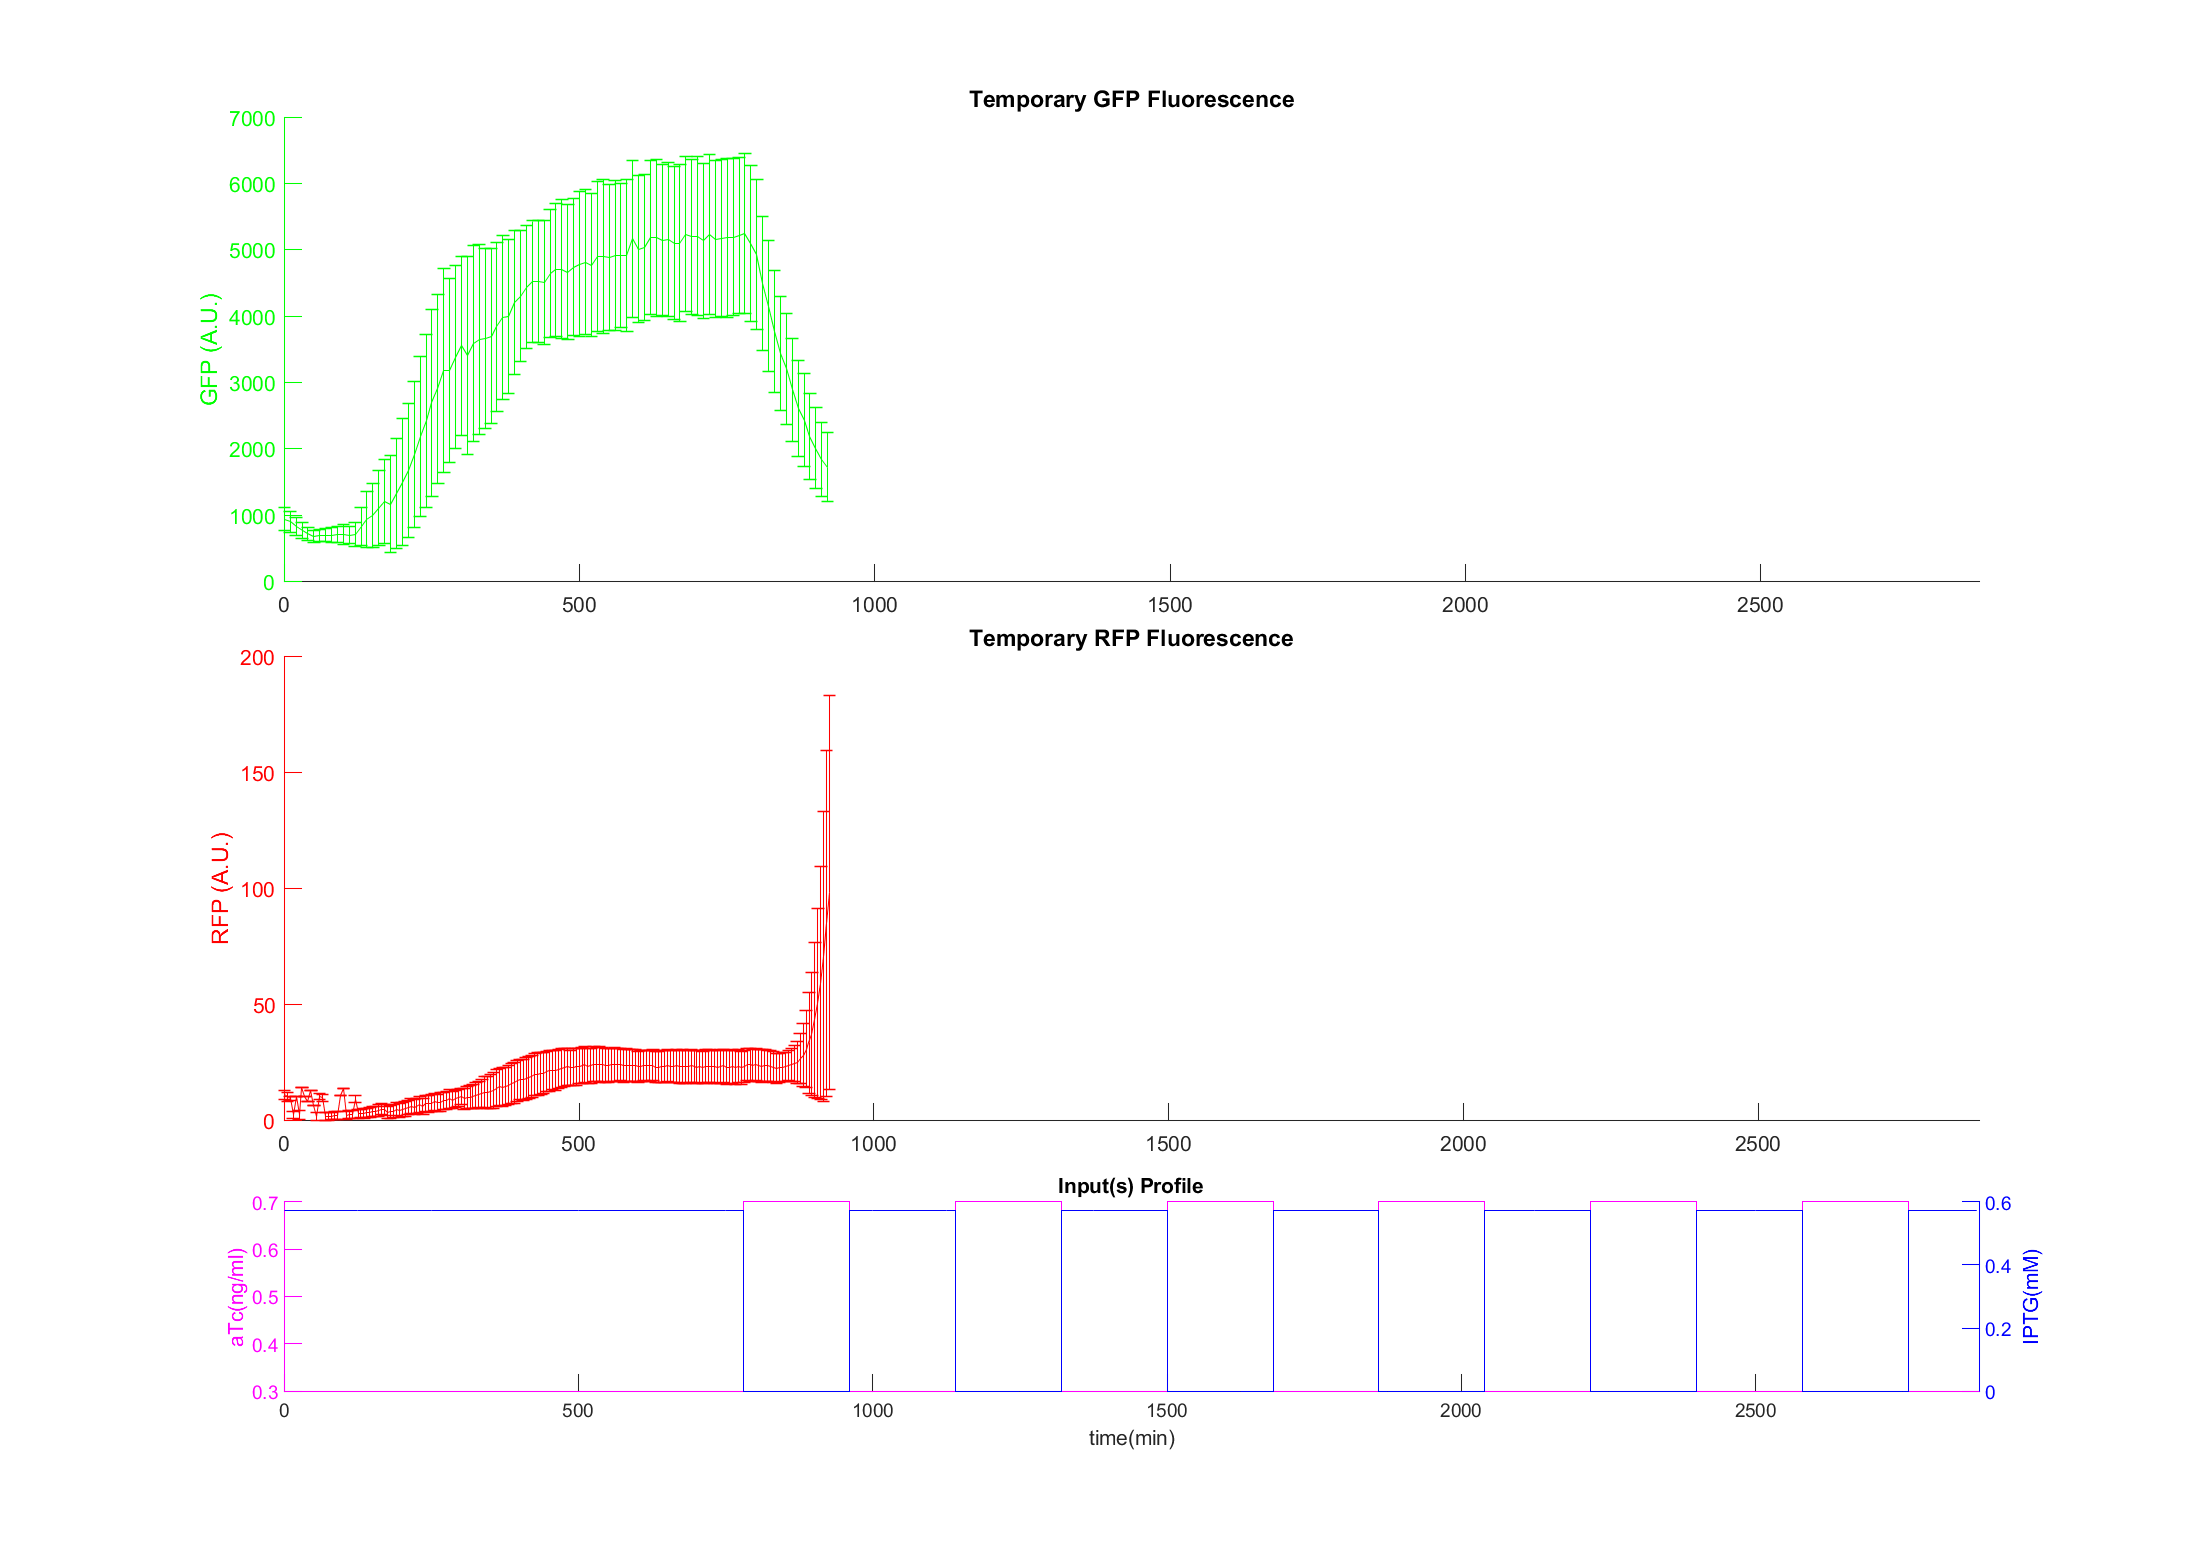 Temporary GFP Fluorescence
7000
6000
5000
4000
3000
2000
1000
0
GFP (A.U.)
0 500 1000 1500 2000 2500
Temporary RFP Fluorescence
200
150
100
50
0
RFP (A.U.)
0 500 1000 1500 2000 2500
Input(s) Profile
0.7
0.6
0.5
0.4
0.3
aTc(ng/ml)
0.6
0.4
0.2
0
IPTG(mM)
0 500 1000 1500 2000 2500
time(min)